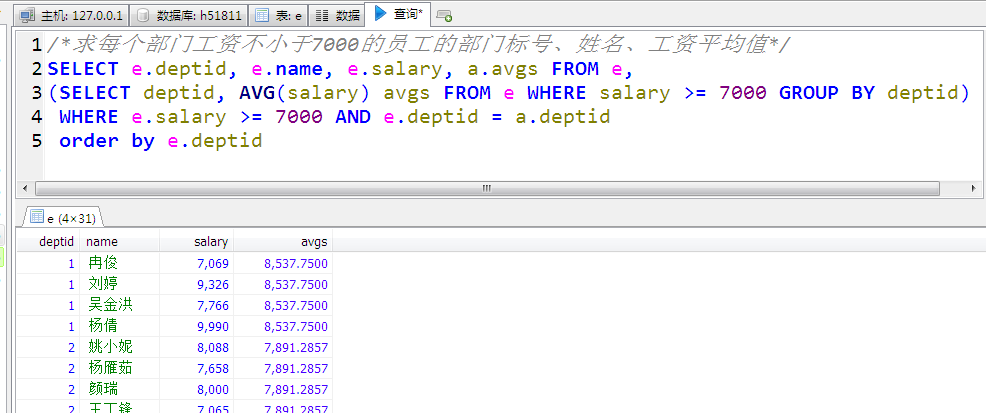 主机: 127.0.0.1 数据库: h51811 表: e 数据 查询*
1 /*求每个部门工资不小于7000的员工的部门标号、姓名、工资平均值*/
2 SELECT e.deptid, e.name, e.salary, a.avgs FROM e,
3 (SELECT deptid, AVG(salary) avgs FROM e WHERE salary >= 7000 GROUP BY deptid)
4 WHERE e.salary >= 7000 AND e.deptid = a.deptid
5 order by e.deptid
e (4×31)
deptid name salary avgs
1 冉俊 7,069 8,537.7500
1 刘婷 9,326 8,537.7500
1 吴金洪 7,766 8,537.7500
1 杨倩 9,990 8,537.7500
2 姚小妮 8,088 7,891.2857
2 杨雁茹 7,658 7,891.2857
2 颜瑞 8,000 7,891.2857
2 7,065 7,891.2857